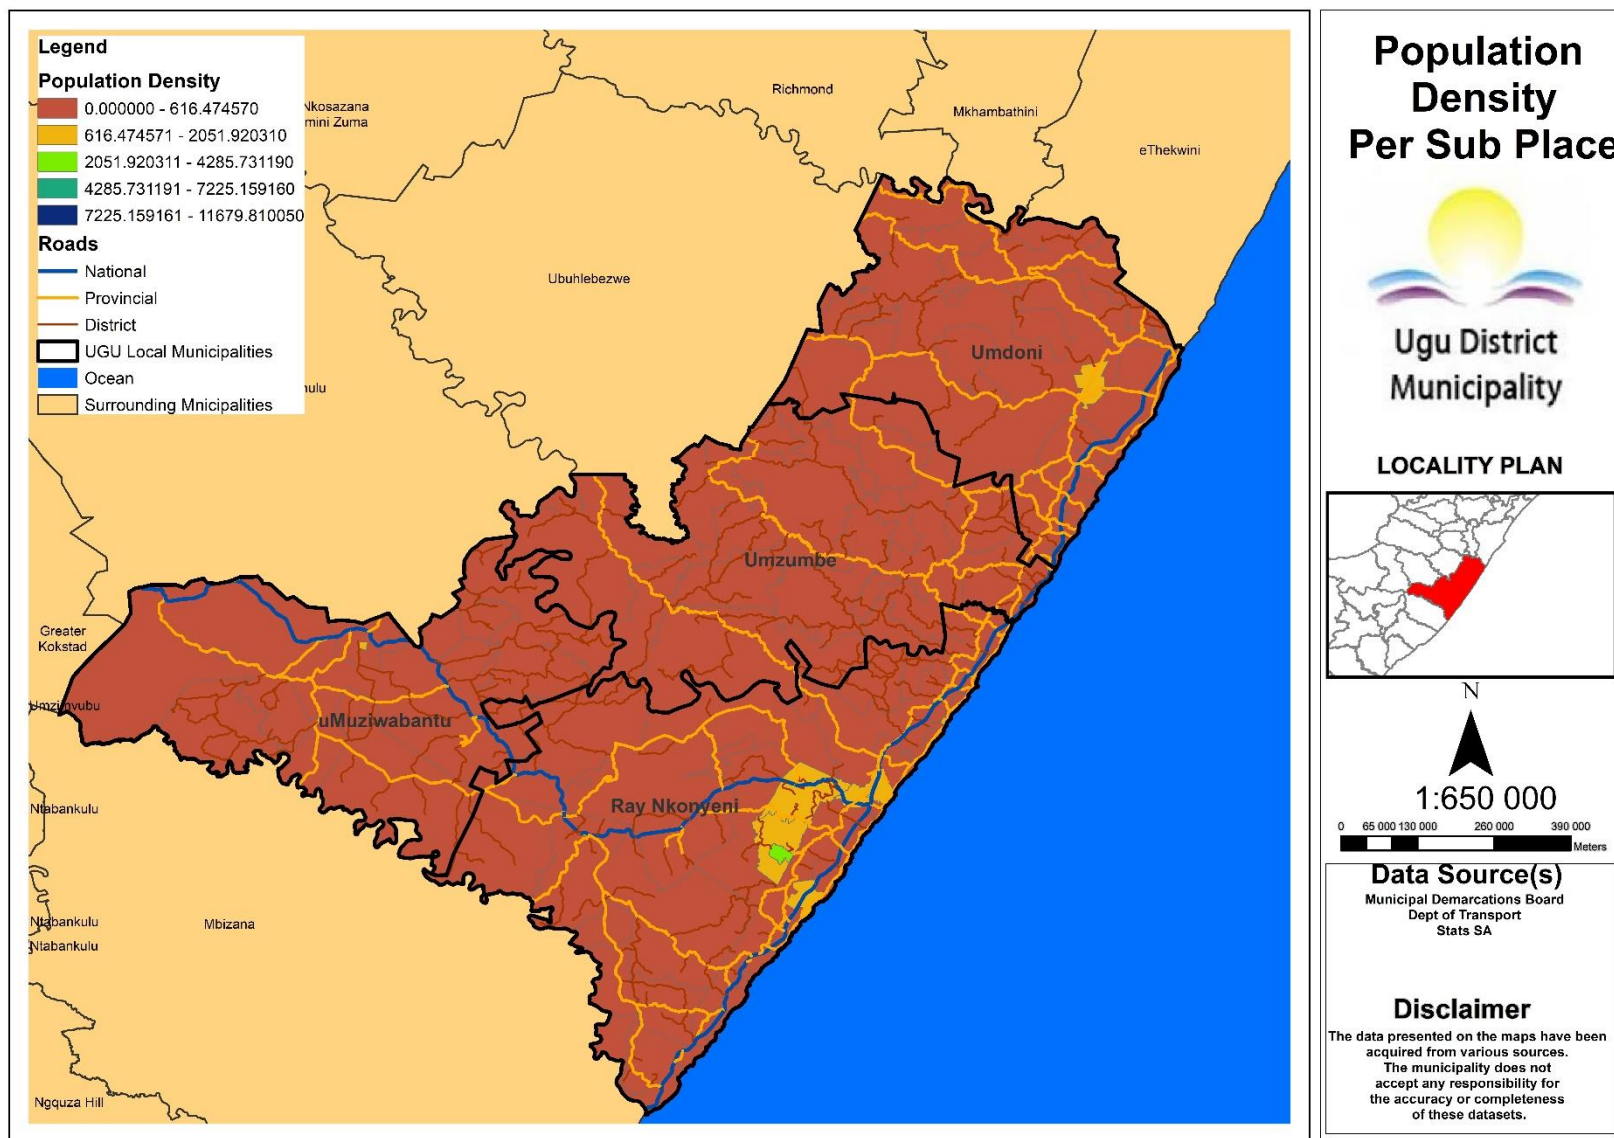 Legend
Population Density
0.000000 - 616.474570
616.474571 - 2051.920310
2051.920311 - 4285.731190
4285.731191 - 7225.159160
7225.159161 - 11679.810050
Roads
National
Provincial
District
UGU Local Municipalities
Ocean
Surrounding Mnicipalities
Nkosazana
mini Zuma
Richmond
Mkhambathini
eThekwini
Ubuhlebezwe
Umdoni
Umzumbe
Greater
Kokstad
Umzimvubu
uMuziwabantu
Ray Nkonyeni
Ntabankulu
Ntabankulu
Ntabankulu
Mbizana
Ngquza Hill
Population
Density
Per Sub Place
Ugu District
Municipality
LOCALITY PLAN
N
1:650 000
0 65 000 130 000 260 000 390 000
Meters
Data Source(s)
Municipal Demarcations Board
Dept of Transport
Stats SA
Disclaimer
The data presented on the maps have been
acquired from various sources.
The municipality does not
accept any responsibility for
the accuracy or completeness
of these datasets.